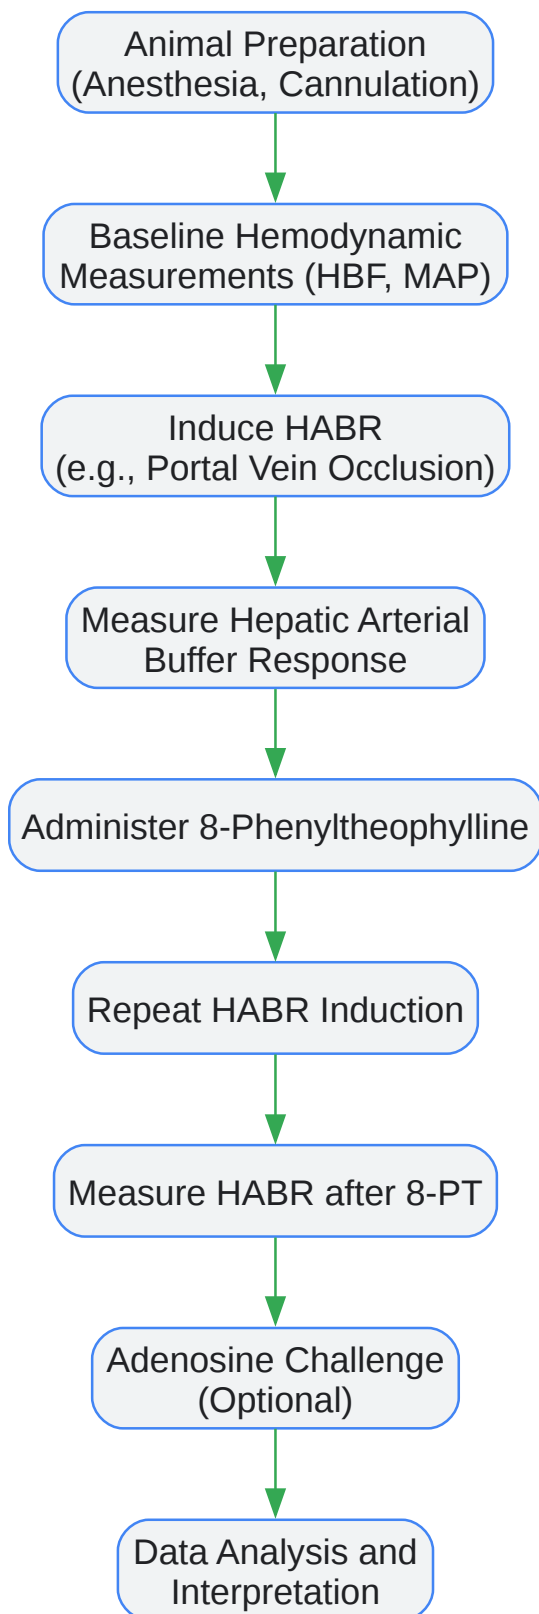 Animal Preparation
(Anesthesia, Cannulation)
Baseline Hemodynamic
Measurements (HBF, MAP)
Induce HABR
(e.g., Portal Vein Occlusion)
Measure Hepatic Arterial
Buffer Response
Administer 8-Phenyltheophylline
Repeat HABR Induction
Measure HABR after 8-PT
Adenosine Challenge
(Optional)
Data Analysis and
Interpretation